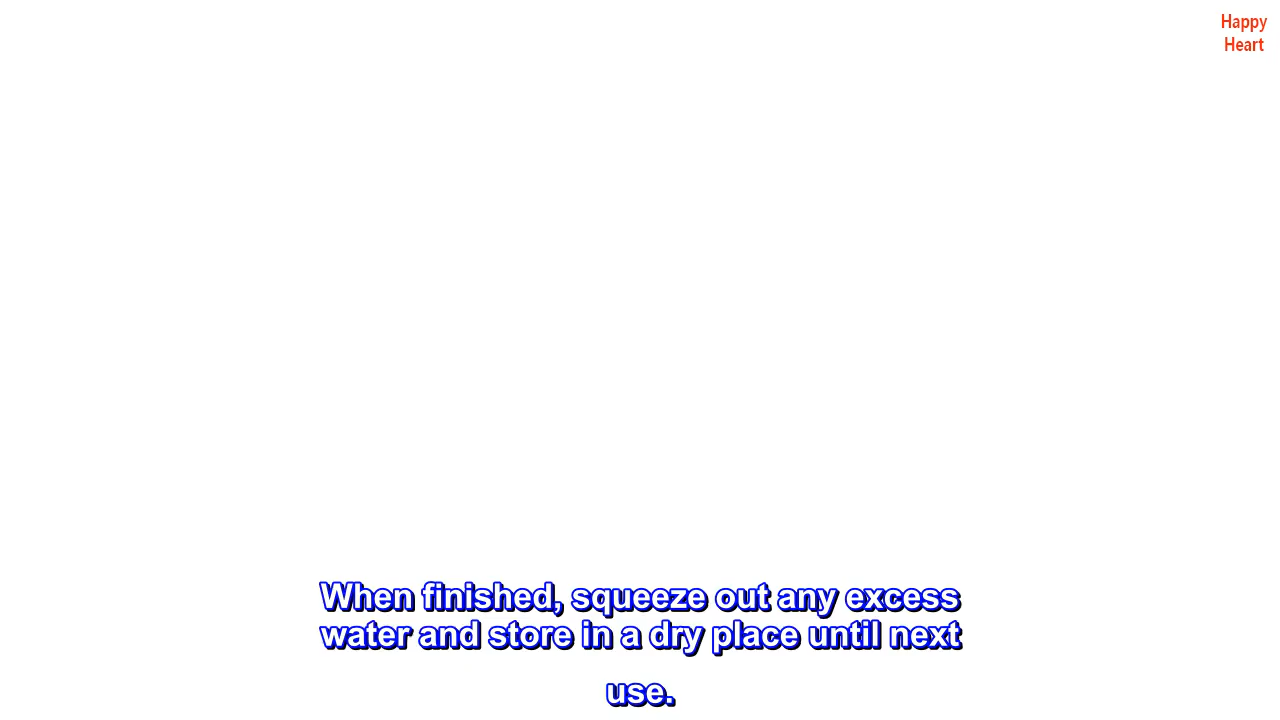 Happy
Heart
When finished, squeeze out any excess
water and store in a dry place until next
use.